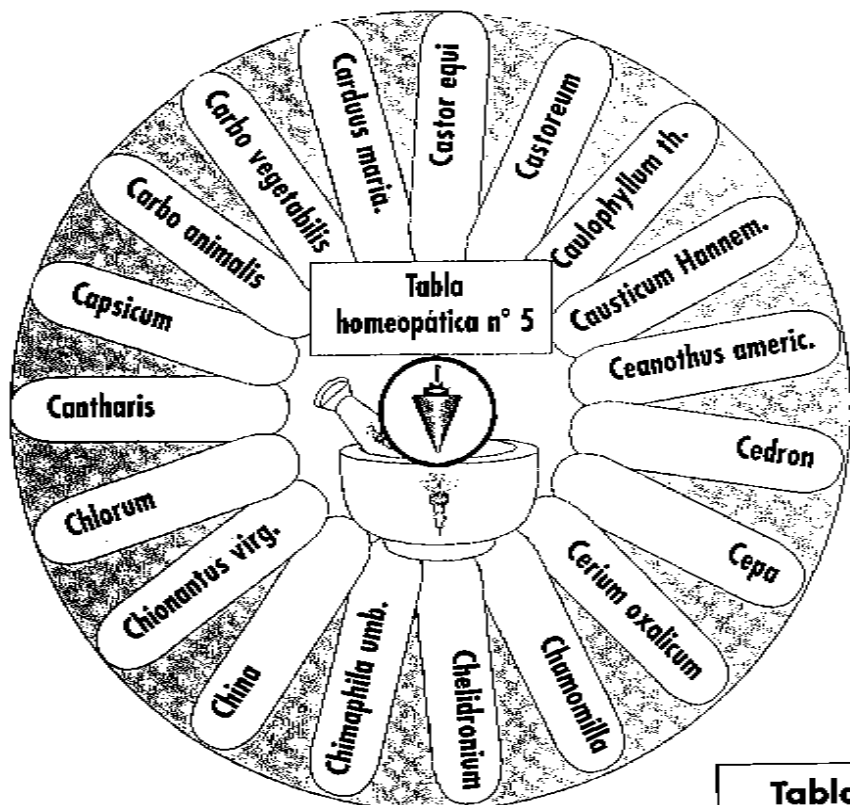 Tabla
homeopática n° 5
Cantharis
Capsicum
Carbo animalis
Carbo vegetabilis
Carduus maria.
Castor equi
Castoreum
Caulophyllum th.
Causticum Hannem.
Ceanothus americ.
Cedron
Cepa
Cerium oxalicum
Chamomilla
Chelidronium
Chimaphila umb.
China
Chionantus virg.
Chlorum
Tabla